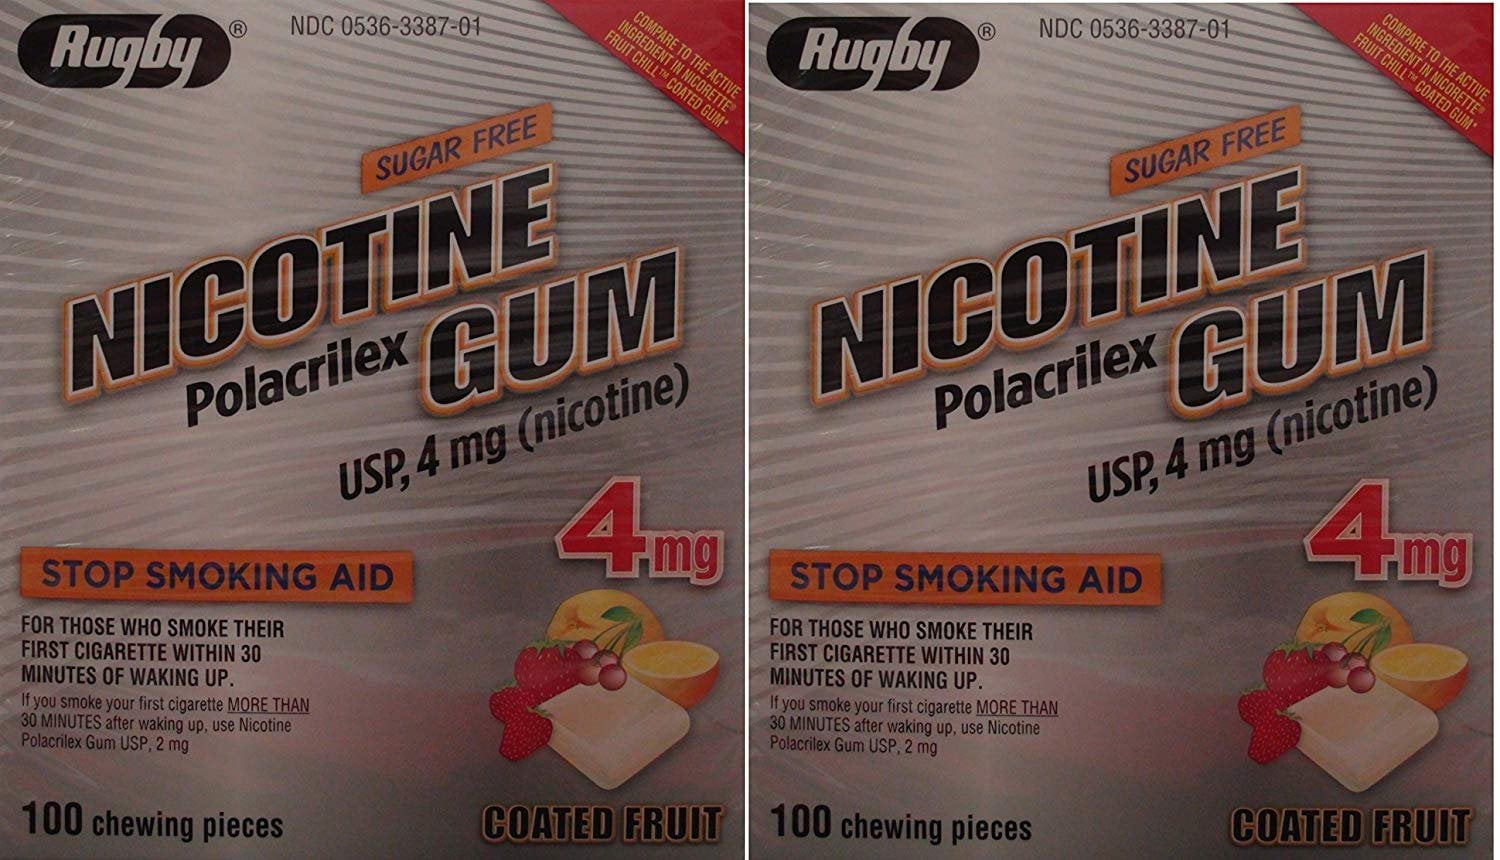 Rugby®
NDC 0536-3387-01
COMPARE TO THE ACTIVE
INGREDIENT IN NICORETTE®
FRUIT CHILL™ COATED GUM*
SUGAR FREE
NICOTINE
Polacrilex GUM
USP, 4 mg (nicotine)
4mg
STOP SMOKING AID
FOR THOSE WHO SMOKE THEIR
FIRST CIGARETTE WITHIN 30
MINUTES OF WAKING UP.
If you smoke your first cigarette MORE THAN
30 MINUTES after waking up, use Nicotine
Polacrilex Gum USP, 2 mg
100 chewing pieces
COATED FRUIT
Rugby®
NDC 0536-3387-01
COMPARE TO THE ACTIVE
INGREDIENT IN NICORETTE®
FRUIT CHILL™ COATED GUM*
SUGAR FREE
NICOTINE
Polacrilex GUM
USP, 4 mg (nicotine)
4mg
STOP SMOKING AID
FOR THOSE WHO SMOKE THEIR
FIRST CIGARETTE WITHIN 30
MINUTES OF WAKING UP.
If you smoke your first cigarette MORE THAN
30 MINUTES after waking up, use Nicotine
Polacrilex Gum USP, 2 mg
100 chewing pieces
COATED FRUIT